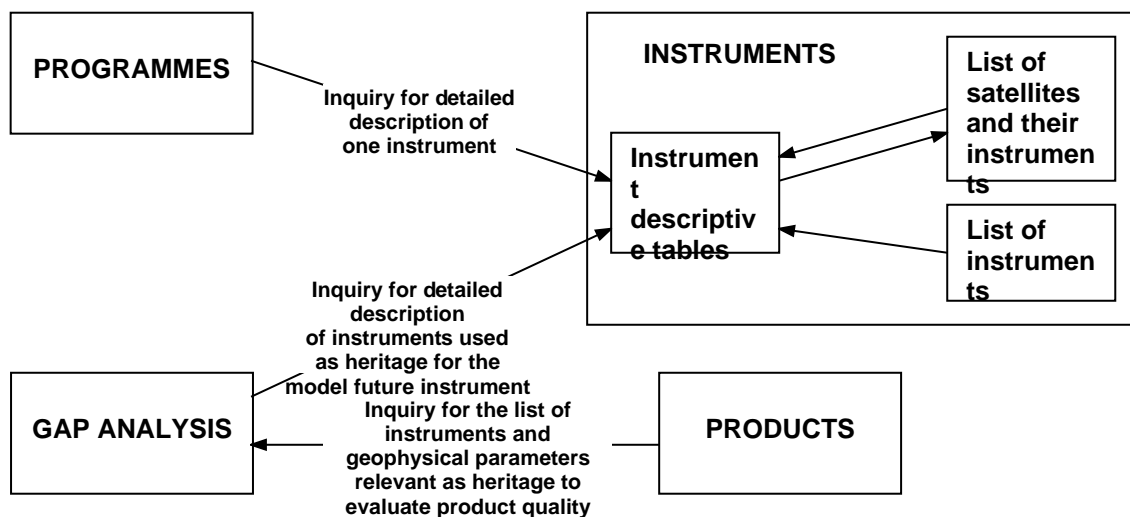 PROGRAMMES
Inquiry for detailed
description of
one instrument
INSTRUMENTS
List of
satellites
and their
instrumen
ts
Instrumen
t
descriptiv
e tables
List of
instrumen
ts
Inquiry for detailed
description
of instruments used
as heritage for the
model future instrument
GAP ANALYSIS
Inquiry for the list of
instruments and
geophysical parameters
relevant as heritage to
evaluate product quality
PRODUCTS